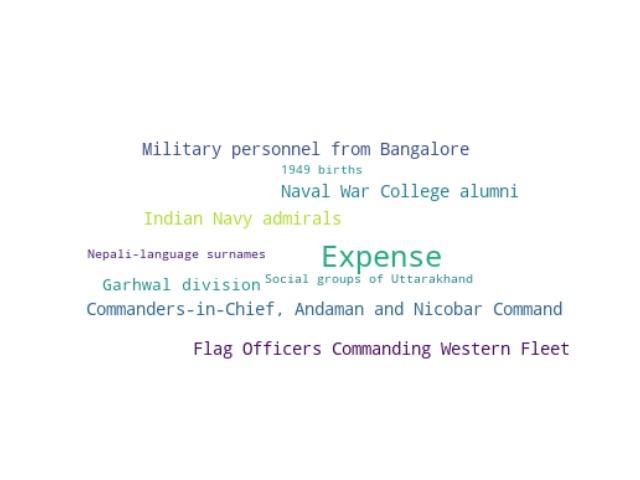 Military personnel from Bangalore
1949 births
Naval War College alumni
Indian Navy admirals
Nepali-language surnames
Expense
Garhwal division
Social groups of Uttarakhand
Commanders-in-Chief, Andaman and Nicobar Command
Flag Officers Commanding Western Fleet